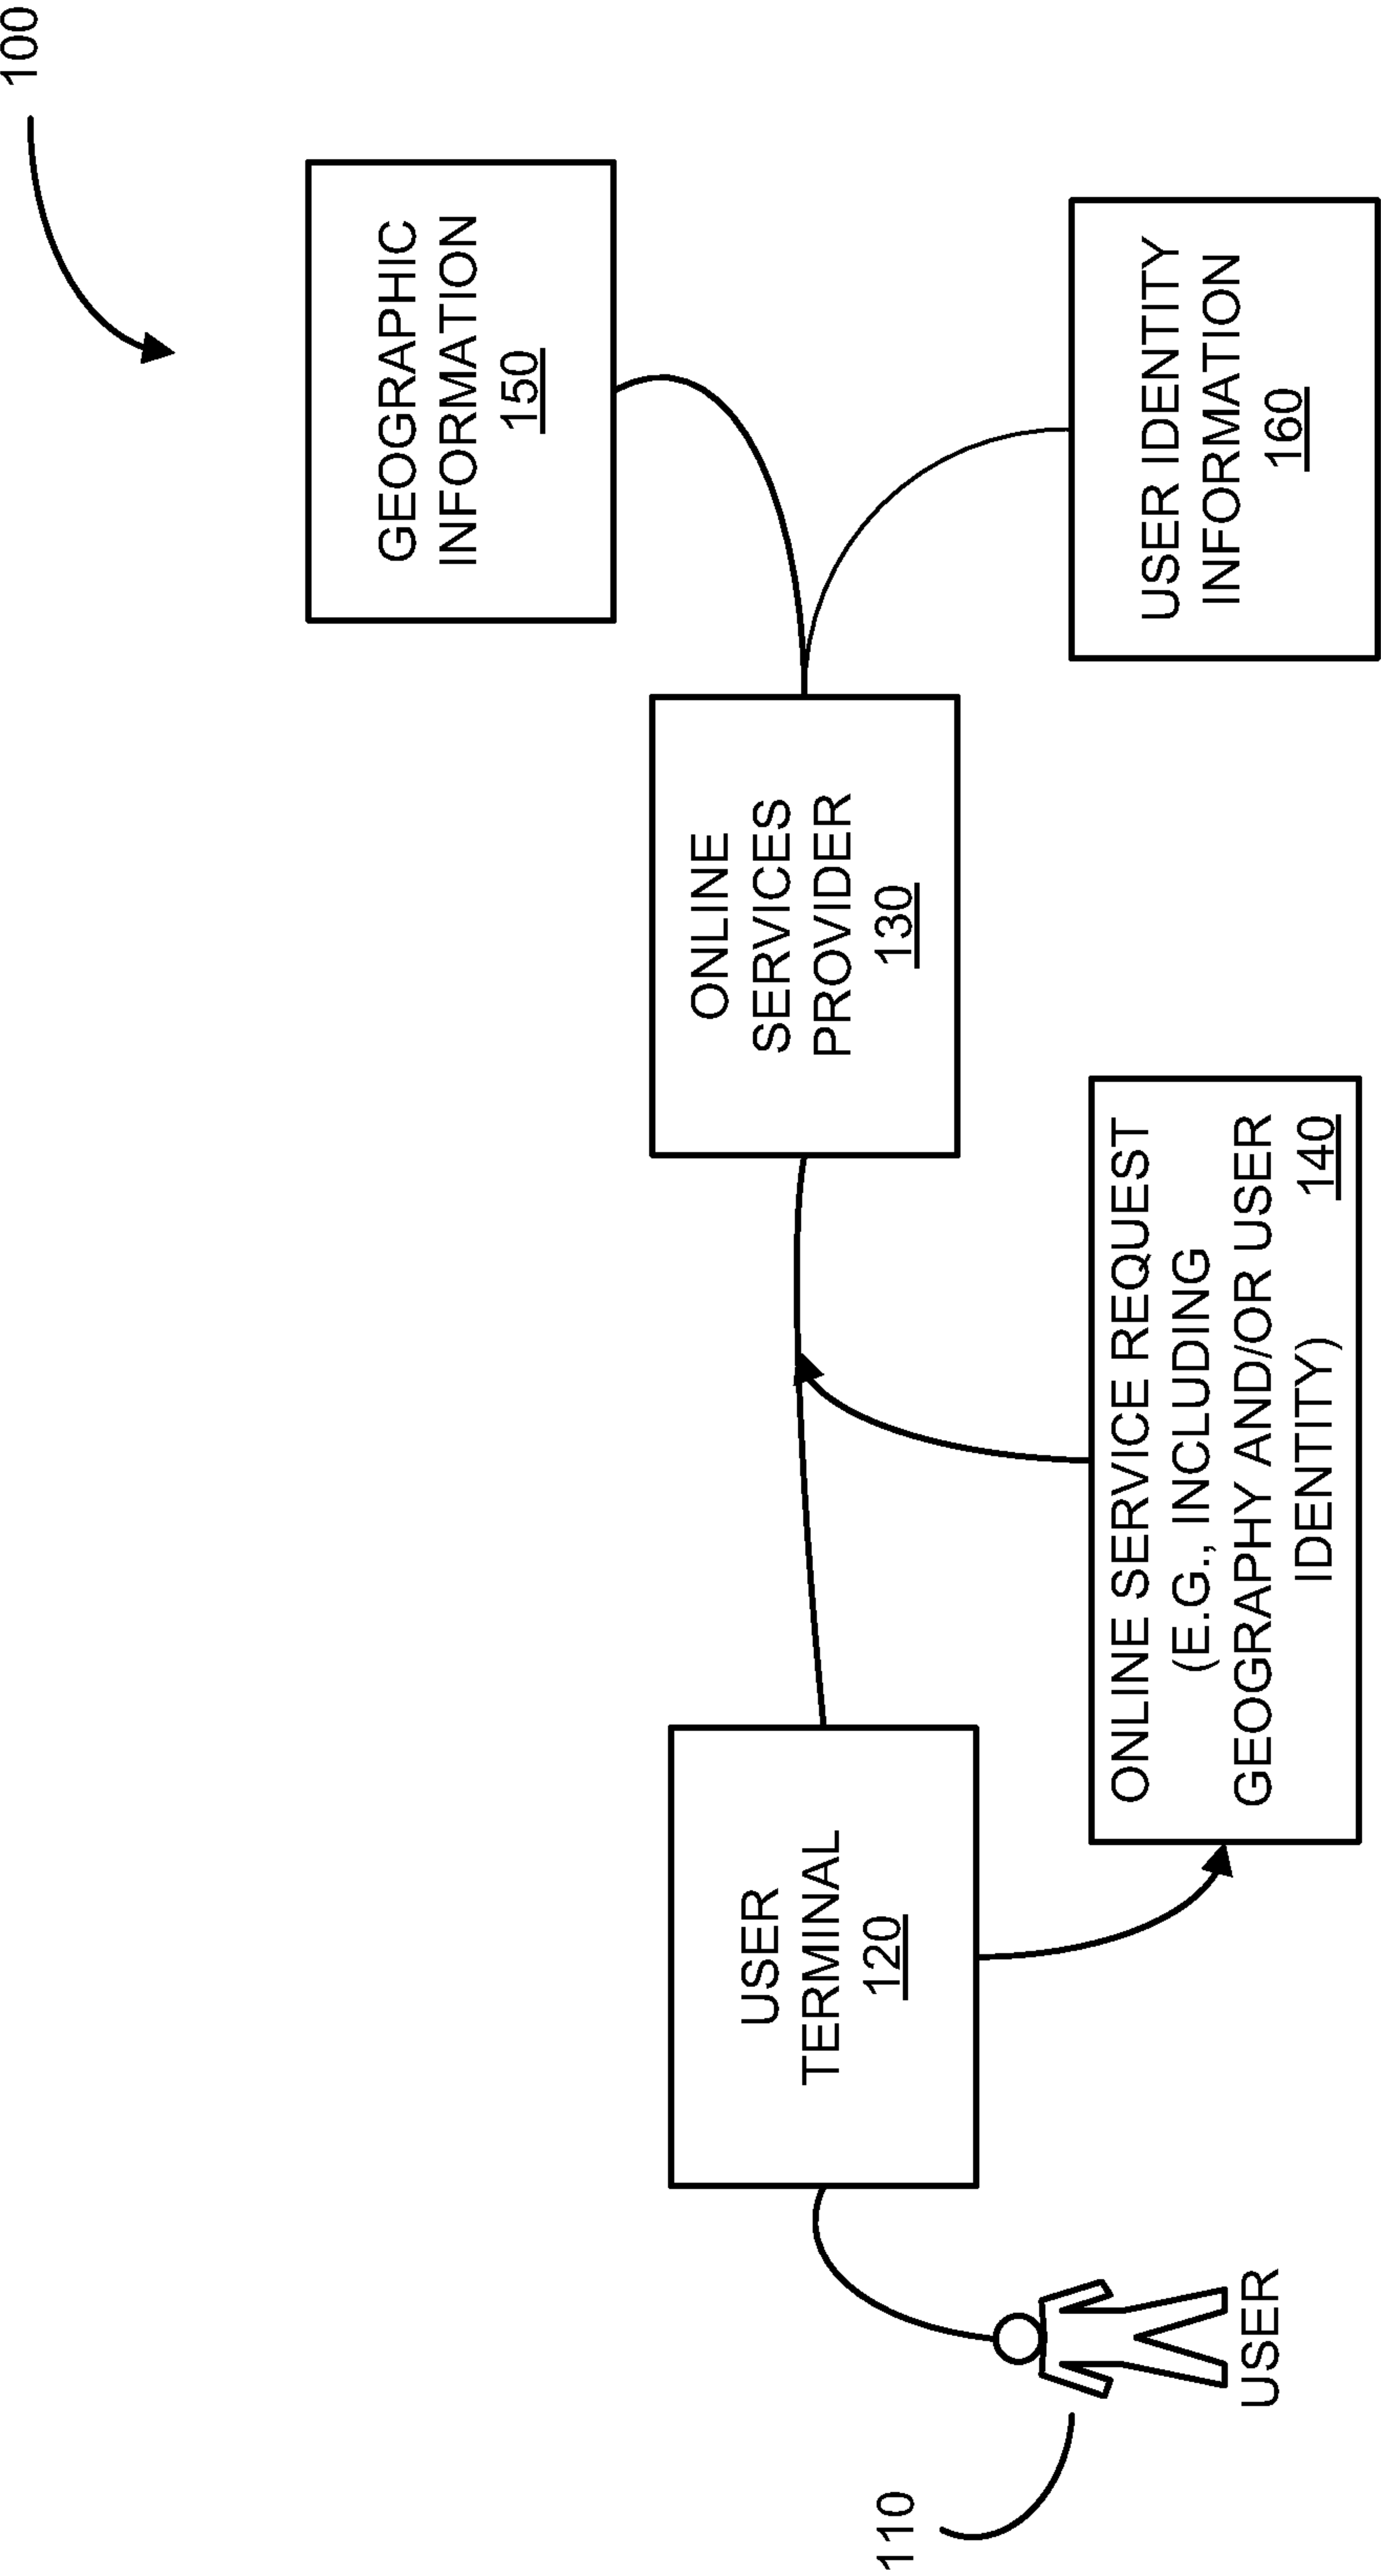 100
GEOGRAPHIC
INFORMATION
150
USER IDENTITY
INFORMATION
160
ONLINE
SERVICES
PROVIDER
130
ONLINE SERVICE REQUEST
(E.G., INCLUDING
GEOGRAPHY AND/OR USER
IDENTITY) 140
USER
TERMINAL
120
USER
110